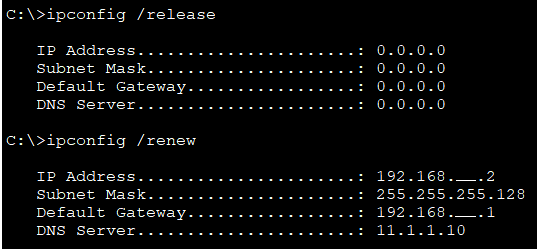 C:\>ipconfig /release
IP Address......................: 0.0.0.0
Subnet Mask.....................: 0.0.0.0
Default Gateway.................: 0.0.0.0
DNS Server......................: 0.0.0.0
C:\>ipconfig /renew
IP Address......................: 192.168.__.2
Subnet Mask.....................: 255.255.255.128
Default Gateway.................: 192.168.__.1
DNS Server......................: 11.1.1.10